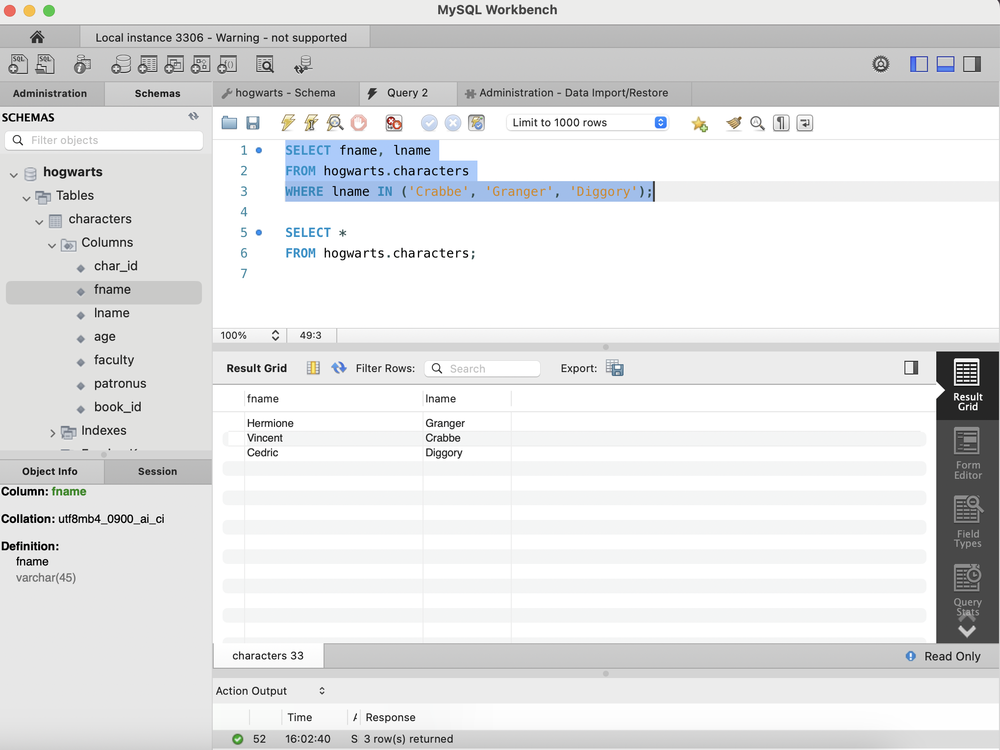 MySQL Workbench
Local instance 3306 - Warning - not supported
SQL
SQL
f()
Administration
Schemas
hogwarts - Schema
Query 2
Administration - Data Import/Restore
SCHEMAS
Filter objects
hogwarts
Tables
characters
Columns
char_id
fname
lname
age
faculty
patronus
book_id
Indexes
Limit to 1000 rows
1 SELECT fname, lname
2 FROM hogwarts.characters
3 WHERE lname IN ('Crabbe', 'Granger', 'Diggory');
4
5 SELECT *
6 FROM hogwarts.characters;
7
100% 49:3
Result Grid Filter Rows: Search Export:
fname lname
Hermione Granger
Vincent Crabbe
Cedric Diggory
Result
Grid
Form
Editor
Field
Types
Query
Stats
characters 33
Read Only
Object Info
Session
Column: fname
Collation: utf8mb4_0900_ai_ci
Definition:
fname
varchar(45)
Action Output
Time Response
52 16:02:40 3 row(s) returned